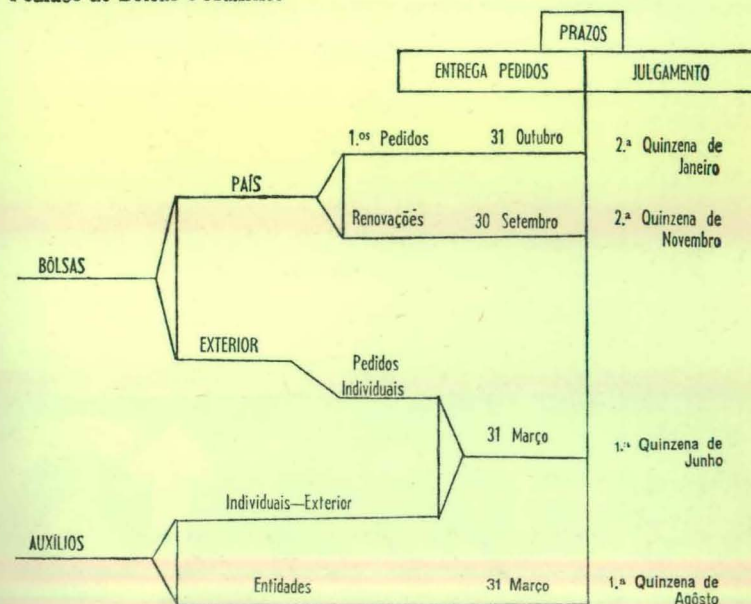 PRAZOS
ENTREGA PEDIDOS JULGAMENTO
1.os Pedidos 31 Outubro 2.ª Quinzena de
Janeiro
PAÍS
Renovações 30 Setembro 2.ª Quinzena de
Novembro
BÔLSAS
EXTERIOR
Pedidos
Individuais
31 Março 1.ª Quinzena de
Junho
Individuais—Exterior
AUXÍLIOS
Entidades 31 Março 1.ª Quinzena de
Agôsto